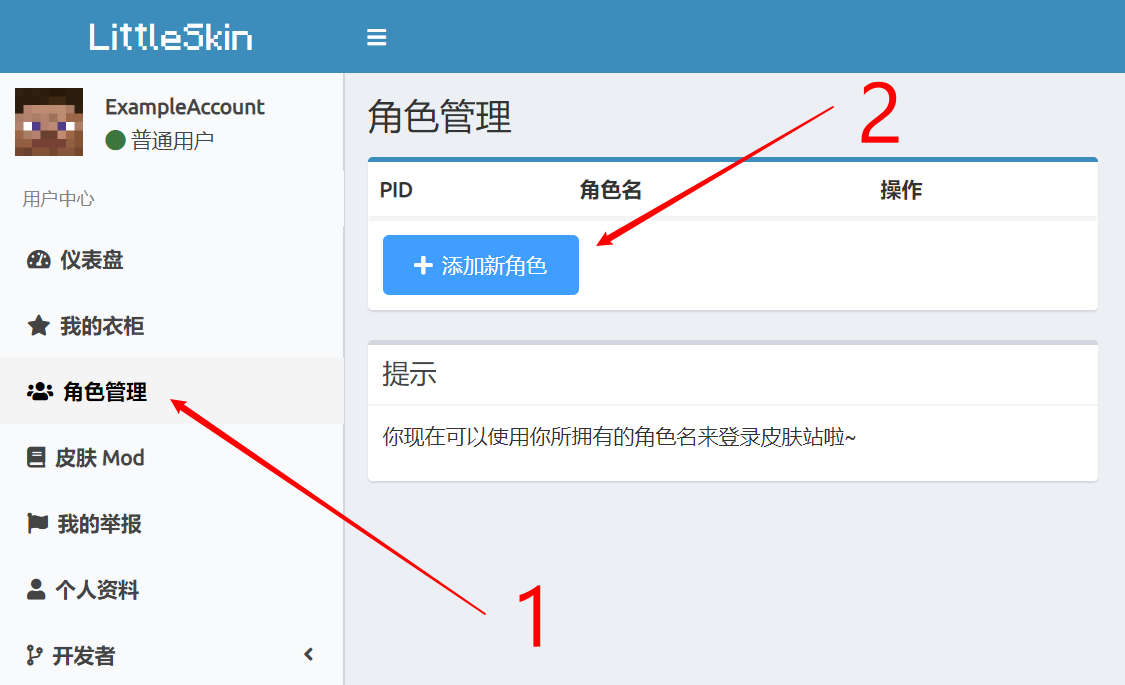 LittleSkin
ExampleAccount
普通用户
用户中心
仪表盘
我的衣柜
角色管理
皮肤 Mod
我的举报
个人资料
开发者
角色管理
2
PID 角色名 操作
添加新角色
提示
你现在可以使用你所拥有的角色名来登录皮肤站啦~
1